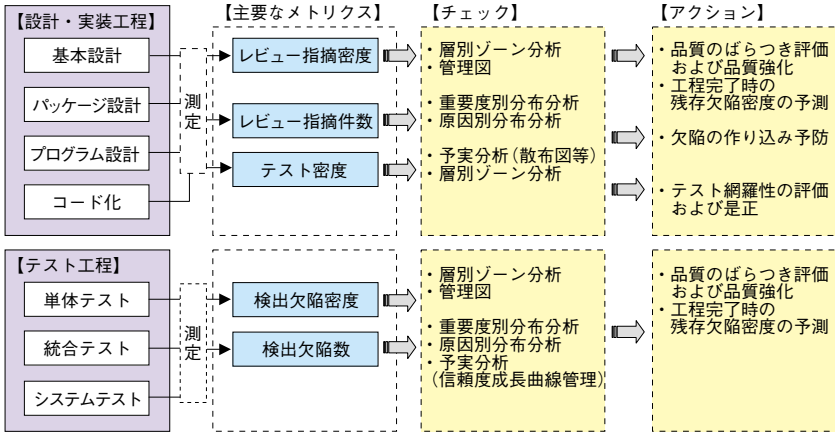 【設計・実装工程】
基本設計
パッケージ設計
プログラム設計
コード化
測定
【主要なメトリクス】
レビュー指摘密度
レビュー指摘件数
テスト密度
【チェック】
・層別ゾーン分析
・管理図
・重要度別分布分析
・原因別分布分析
・予実分析(散布図等)
・層別ゾーン分析
【アクション】
・品質のばらつき評価
および品質強化
・工程完了時の
残存欠陥密度の予測
・欠陥の作り込み予防
・テスト網羅性の評価
および是正
【テスト工程】
単体テスト
統合テスト
システムテスト
測定
検出欠陥密度
検出欠陥数
・層別ゾーン分析
・管理図
・重要度別分布分析
・原因別分布分析
・予実分析
(信頼度成長曲線管理)
・品質のばらつき評価
および品質強化
・工程完了時の
残存欠陥密度の予測